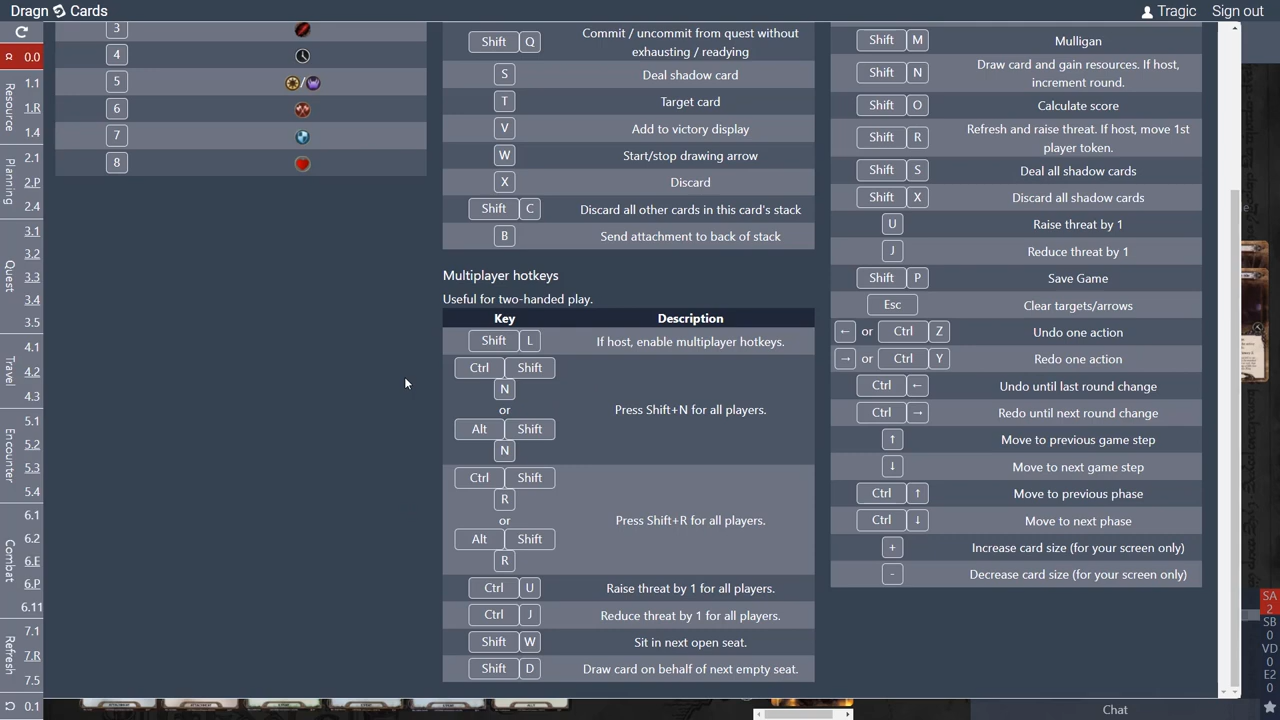 Dragn Cards
Tragic
Sign out
0.0
1.1
1.R
1.4
Resource
2.1
2.P
2.4
Planning
3.1
3.2
3.3
3.4
3.5
Quest
4.1
4.2
4.3
Travel
5.1
5.2
5.3
5.4
Encounter
6.1
6.2
6.E
6.P
6.11
Combat
7.1
7.R
7.5
Refresh
0.1
3
4
5 /
6
7
8
Shift Q Commit / uncommit from quest without
exhausting / readying
S Deal shadow card
T Target card
V Add to victory display
W Start/stop drawing arrow
X Discard
Shift C Discard all other cards in this card's stack
B Send attachment to back of stack
Multiplayer hotkeys
Useful for two-handed play.
Key Description
Shift L If host, enable multiplayer hotkeys.
Ctrl Shift
N
or Press Shift+N for all players.
Alt Shift
N
Ctrl Shift
R
or Press Shift+R for all players.
Alt Shift
R
Ctrl U Raise threat by 1 for all players.
Ctrl J Reduce threat by 1 for all players.
Shift W Sit in next open seat.
Shift D Draw card on behalf of next empty seat.
Shift M Mulligan
Shift N Draw card and gain resources. If host,
increment round.
Shift O Calculate score
Shift R Refresh and raise threat. If host, move 1st
player token.
Shift S Deal all shadow cards
Shift X Discard all shadow cards
U Raise threat by 1
J Reduce threat by 1
Shift P Save Game
Esc Clear targets/arrows
← or Ctrl Z Undo one action
→ or Ctrl Y Redo one action
Ctrl ← Undo until last round change
Ctrl → Redo until next round change
↑ Move to previous game step
↓ Move to next game step
Ctrl ↑ Move to previous phase
Ctrl ↓ Move to next phase
+ Increase card size (for your screen only)
- Decrease card size (for your screen only)
SA
2
SB
0
VD
0
E2
0
Chat